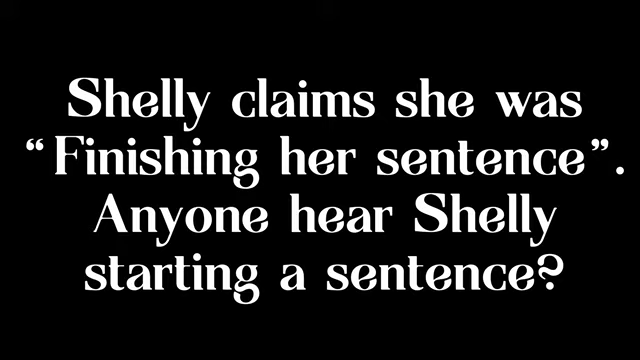 Shelly claims she was
“Finishing her sentence”.
Anyone hear Shelly
starting a sentence?